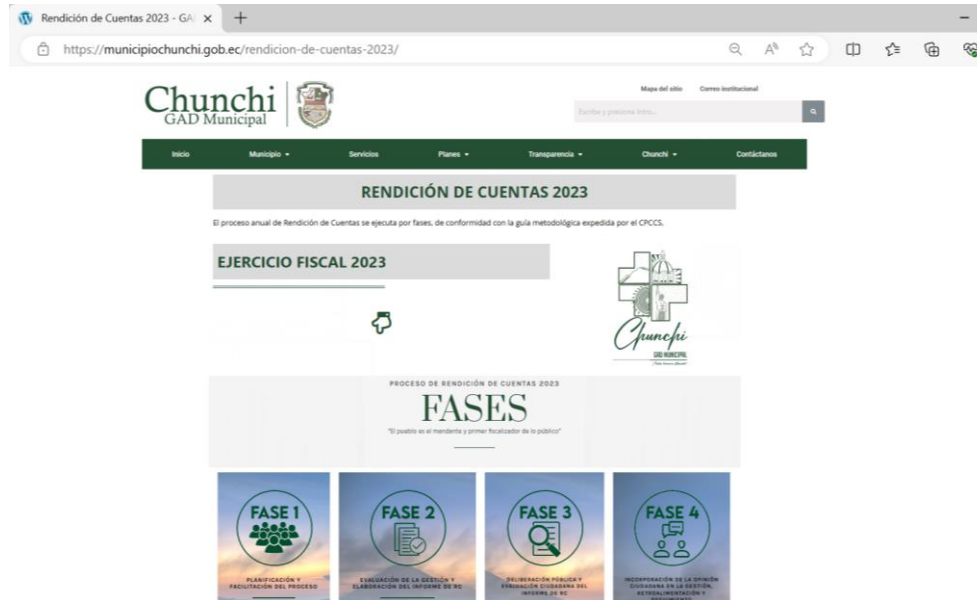 Rendición de Cuentas 2023 - GA
https://municipiochunchi.gob.ec/rendicion-de-cuentas-2023/
Chunchi
GAD Municipal
Mapa del sitio Correo institucional
Escribe y presiona Intro...
Inicio Municipio Servicios Planes Transparencia Chunchi Contáctanos
RENDICIÓN DE CUENTAS 2023
El proceso anual de Rendición de Cuentas se ejecuta por fases, de conformidad con la guía metodológica expedida por el CPCCS.
EJERCICIO FISCAL 2023
Chunchi
GAD MUNICIPAL
PROCESO DE RENDICIÓN DE CUENTAS 2023
FASES
"El pueblo es el mandante y primer fiscalizador de lo público"
FASE 1
PLANIFICACIÓN Y
FACILITACIÓN DEL PROCESO
FASE 2
EVALUACIÓN DE LA GESTIÓN Y
ELABORACIÓN DEL INFORME DE RC
FASE 3
DELIBERACIÓN PÚBLICA Y
EVALUACIÓN CIUDADANA DEL
INFORME DE RC
FASE 4
INCORPORACIÓN DE LA OPINIÓN
CIUDADANA EN LA GESTIÓN,
RETROALIMENTACIÓN Y
SEGUIMIENTO